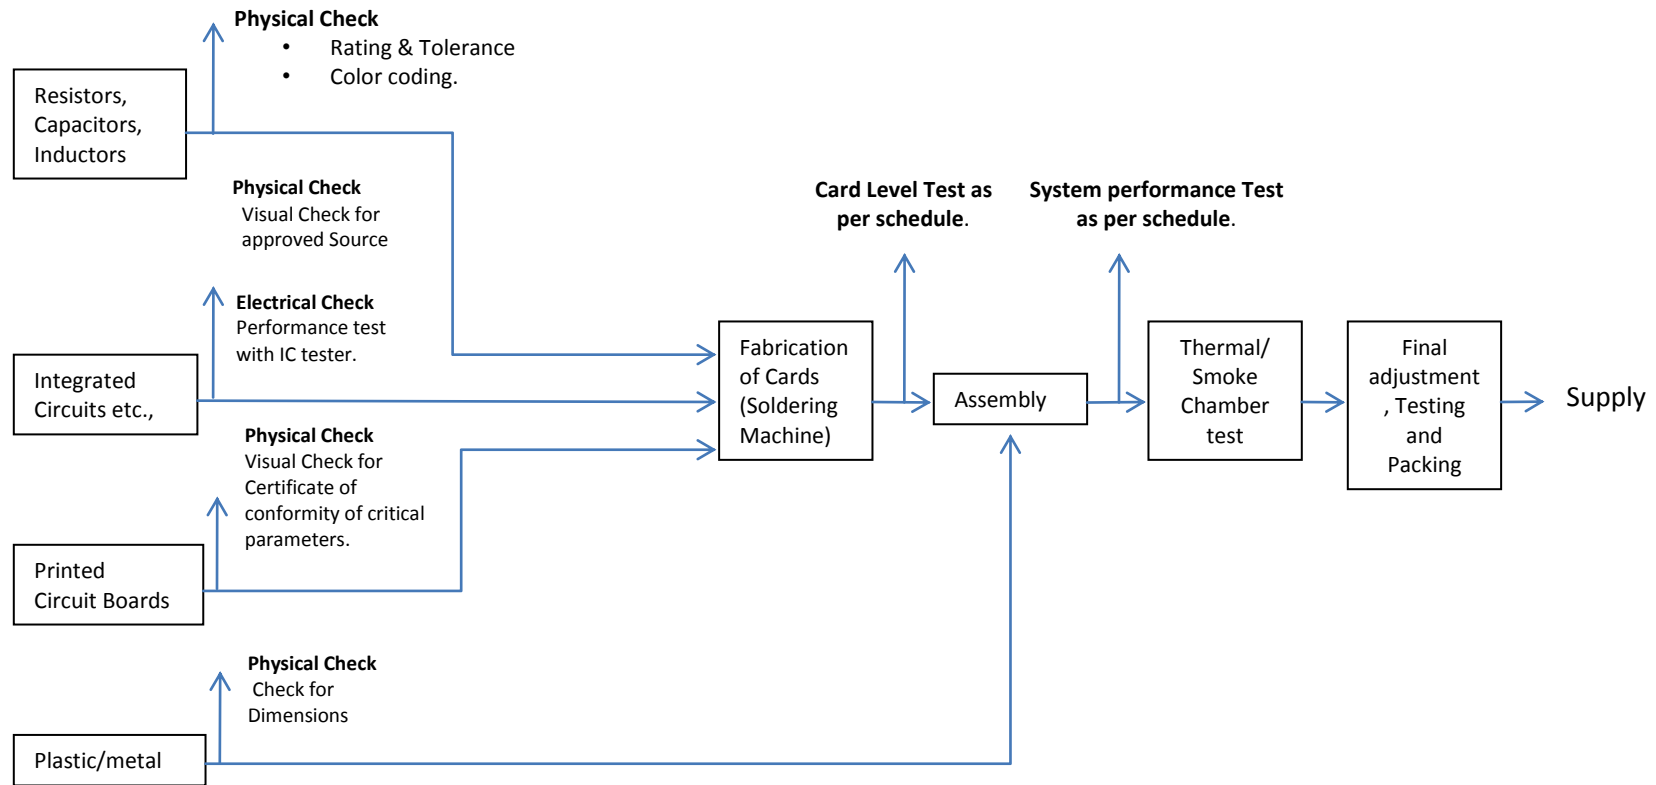 Physical Check
• Rating & Tolerance
• Color coding.
Resistors,
Capacitors,
Inductors
Physical Check
Visual Check for
approved Source
Electrical Check
Performance test
with IC tester.
Integrated
Circuits etc.,
Physical Check
Visual Check for
Certificate of
conformity of critical
parameters.
Printed
Circuit Boards
Physical Check
Check for
Dimensions
Plastic/metal
Fabrication
of Cards
(Soldering
Machine)
Card Level Test as
per schedule.
Assembly
System performance Test
as per schedule.
Thermal/
Smoke
Chamber
test
Final
adjustment
, Testing
and
Packing
Supply